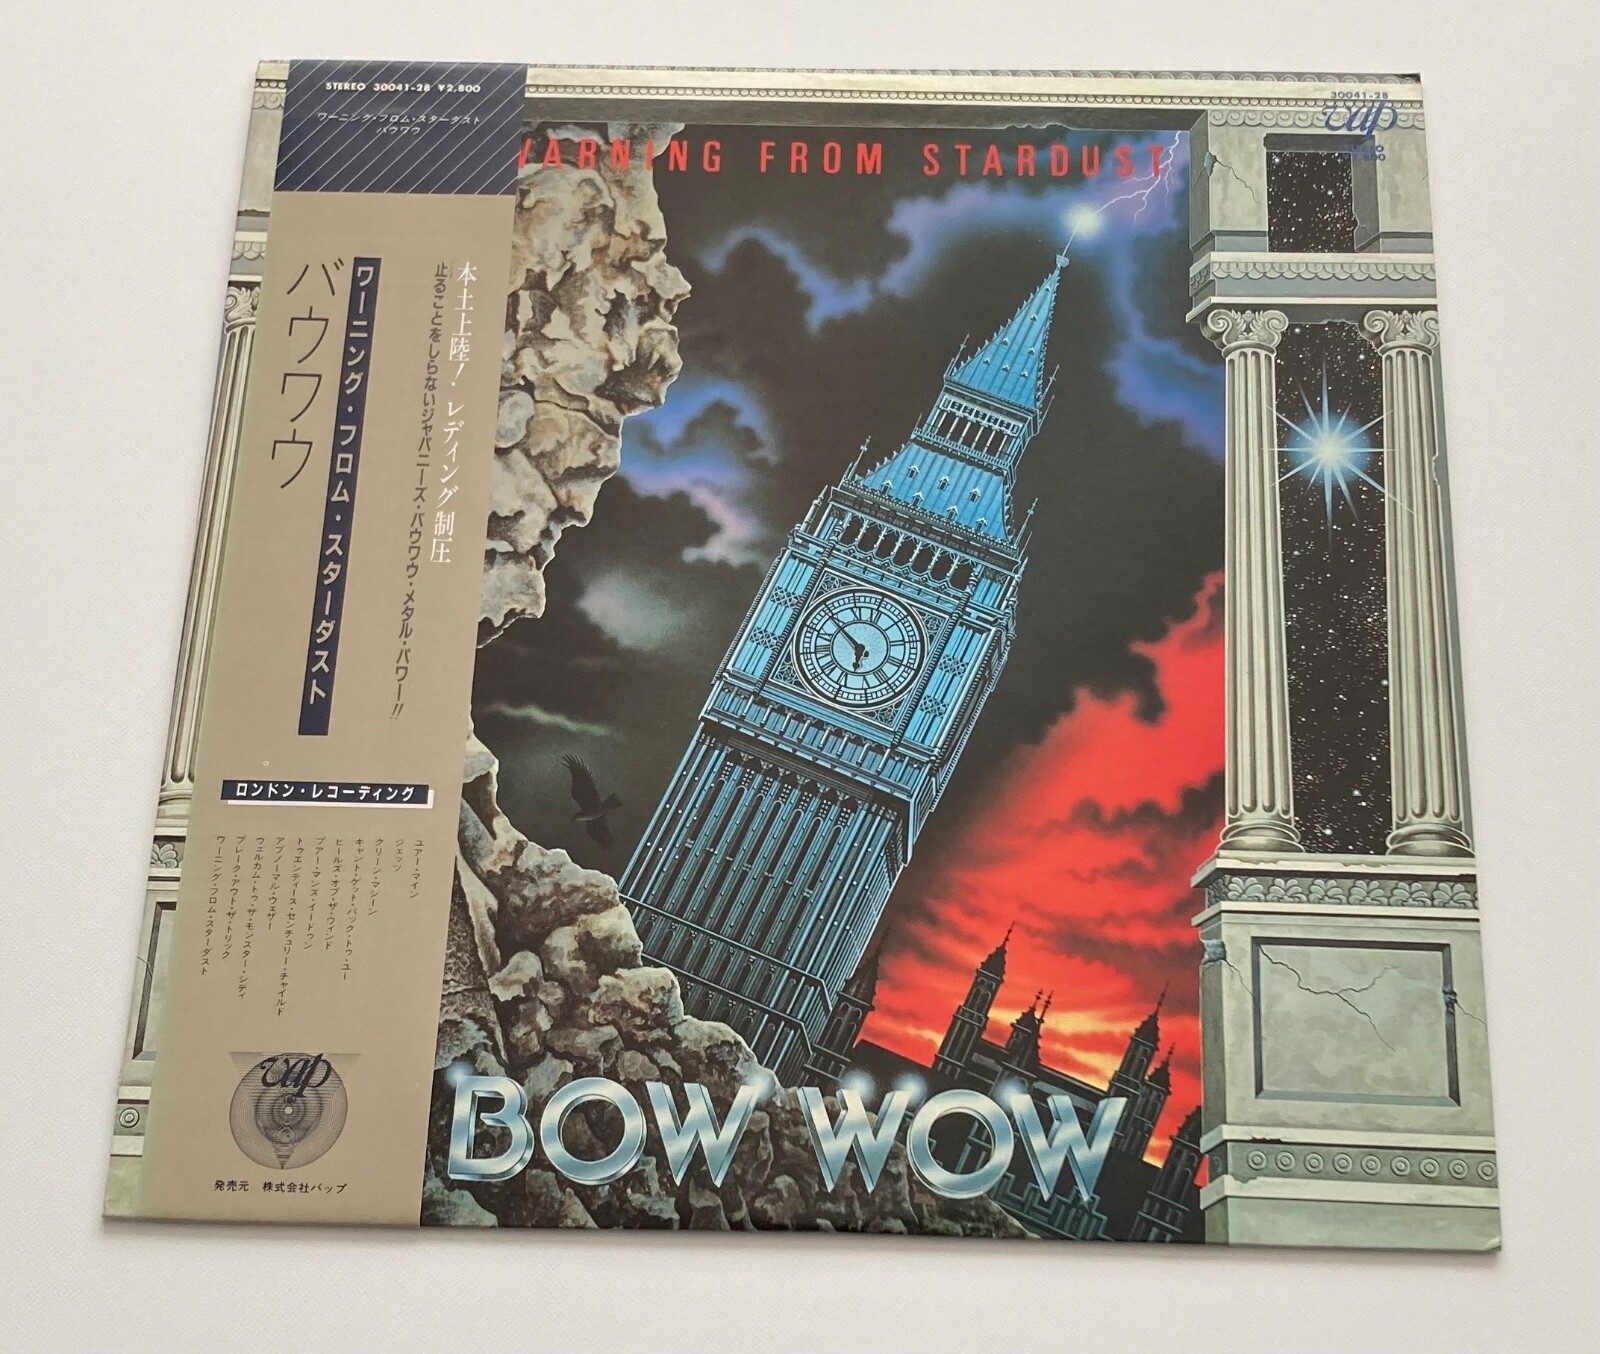 STEREO 30041-28 ¥2,800
ワーニング・フロム・スターダスト
バウワウ
本土上陸! レディング制圧
止ることをしらないジャパニーズ・バウワウ・メタル・パワー!!
ワーニング・フロム・スターダスト
バウワウ
ロンドン・レコーディング
ユアー・マイン
ジェッツ
クリーン・マシーン
キャント・ゲット・バック・トゥ・ユー
ヒールズ・オブ・ザ・ウィンド
プアー・マンズ・イードゥン
トゥエンティース・センチュリー・チャイルド
アブノーマル・ウェザー
ウェルカム・トゥ・ザ・モンスター・シティ
ブレーク・アウト・ザ・トリック
ワーニング・フロム・スターダスト
vap
発売元 株式会社バップ
WARNING FROM STARDUST
30041-28
vap
BOW WOW